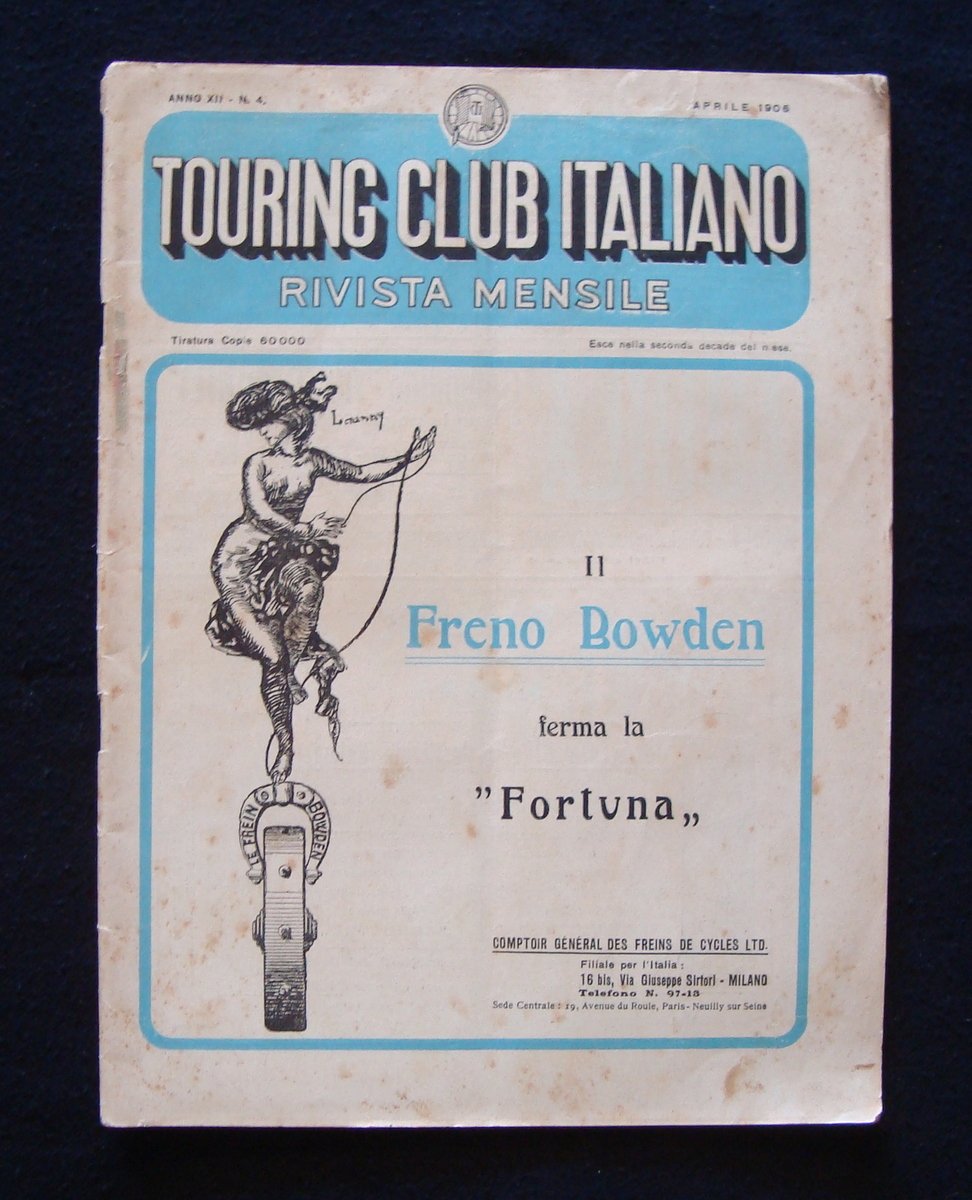 ANNO XII - N. 4.
APRILE 1906
TOURING CLUB ITALIANO
RIVISTA MENSILE
Tiratura Copie 60000
Esce nella seconda decade del mese.
Il
Freno Bowden
ferma la
"Fortuna„
LE FREIN BOWDEN
COMPTOIR GÉNÉRAL DES FREINS DE CYCLES LTD.
Filiale per l'Italia :
16 bis, Via Giuseppe Sirtori - MILANO
Telefono N. 97-13
Sede Centrale : 19, Avenue du Roule, Paris-Neuilly sur Seine